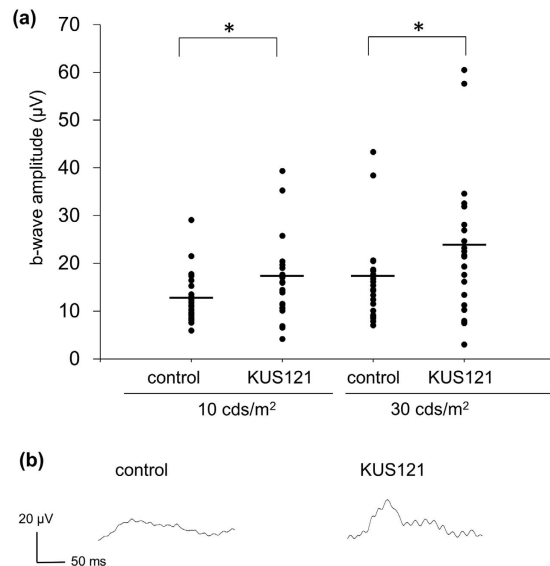 (a)
b-wave amplitude (μV)
70
60
50
40
30
20
10
0
*
*
control KUS121 control KUS121
10 cds/m² 30 cds/m²
(b)
control KUS121
20 μV
50 ms